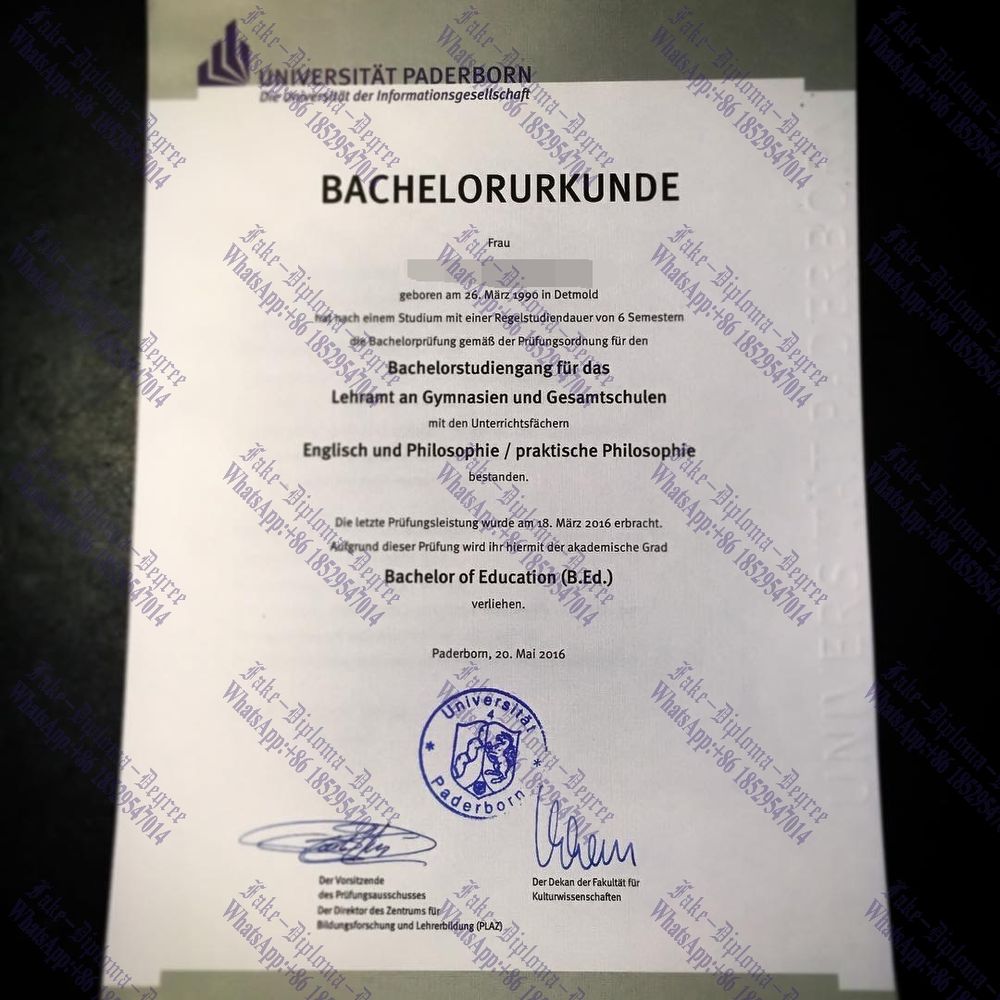 UNIVERSITÄT PADERBORN
Die Universität der Informationsgesellschaft
BACHELORURKUNDE
Frau
geboren am 26. März 1990 in Detmold
hat nach einem Studium mit einer Regelstudiendauer von 6 Semestern
die Bachelorprüfung gemäß der Prüfungsordnung für den
Bachelorstudiengang für das
Lehramt an Gymnasien und Gesamtschulen
mit den Unterrichtsfächern
Englisch und Philosophie / praktische Philosophie
bestanden.
Die letzte Prüfungsleistung wurde am 18. März 2016 erbracht.
Aufgrund dieser Prüfung wird ihr hiermit der akademische Grad
Bachelor of Education (B.Ed.)
verliehen.
Paderborn, 20. Mai 2016
Universität
4
Paderborn
Der Vorsitzende
des Prüfungsausschusses
Der Direktor des Zentrums für
Bildungsforschung und Lehrerbildung (PLAZ)
Der Dekan der Fakultät für
Kulturwissenschaften
Fake-Diploma-Degree
WhatsApp:+86 18529547014